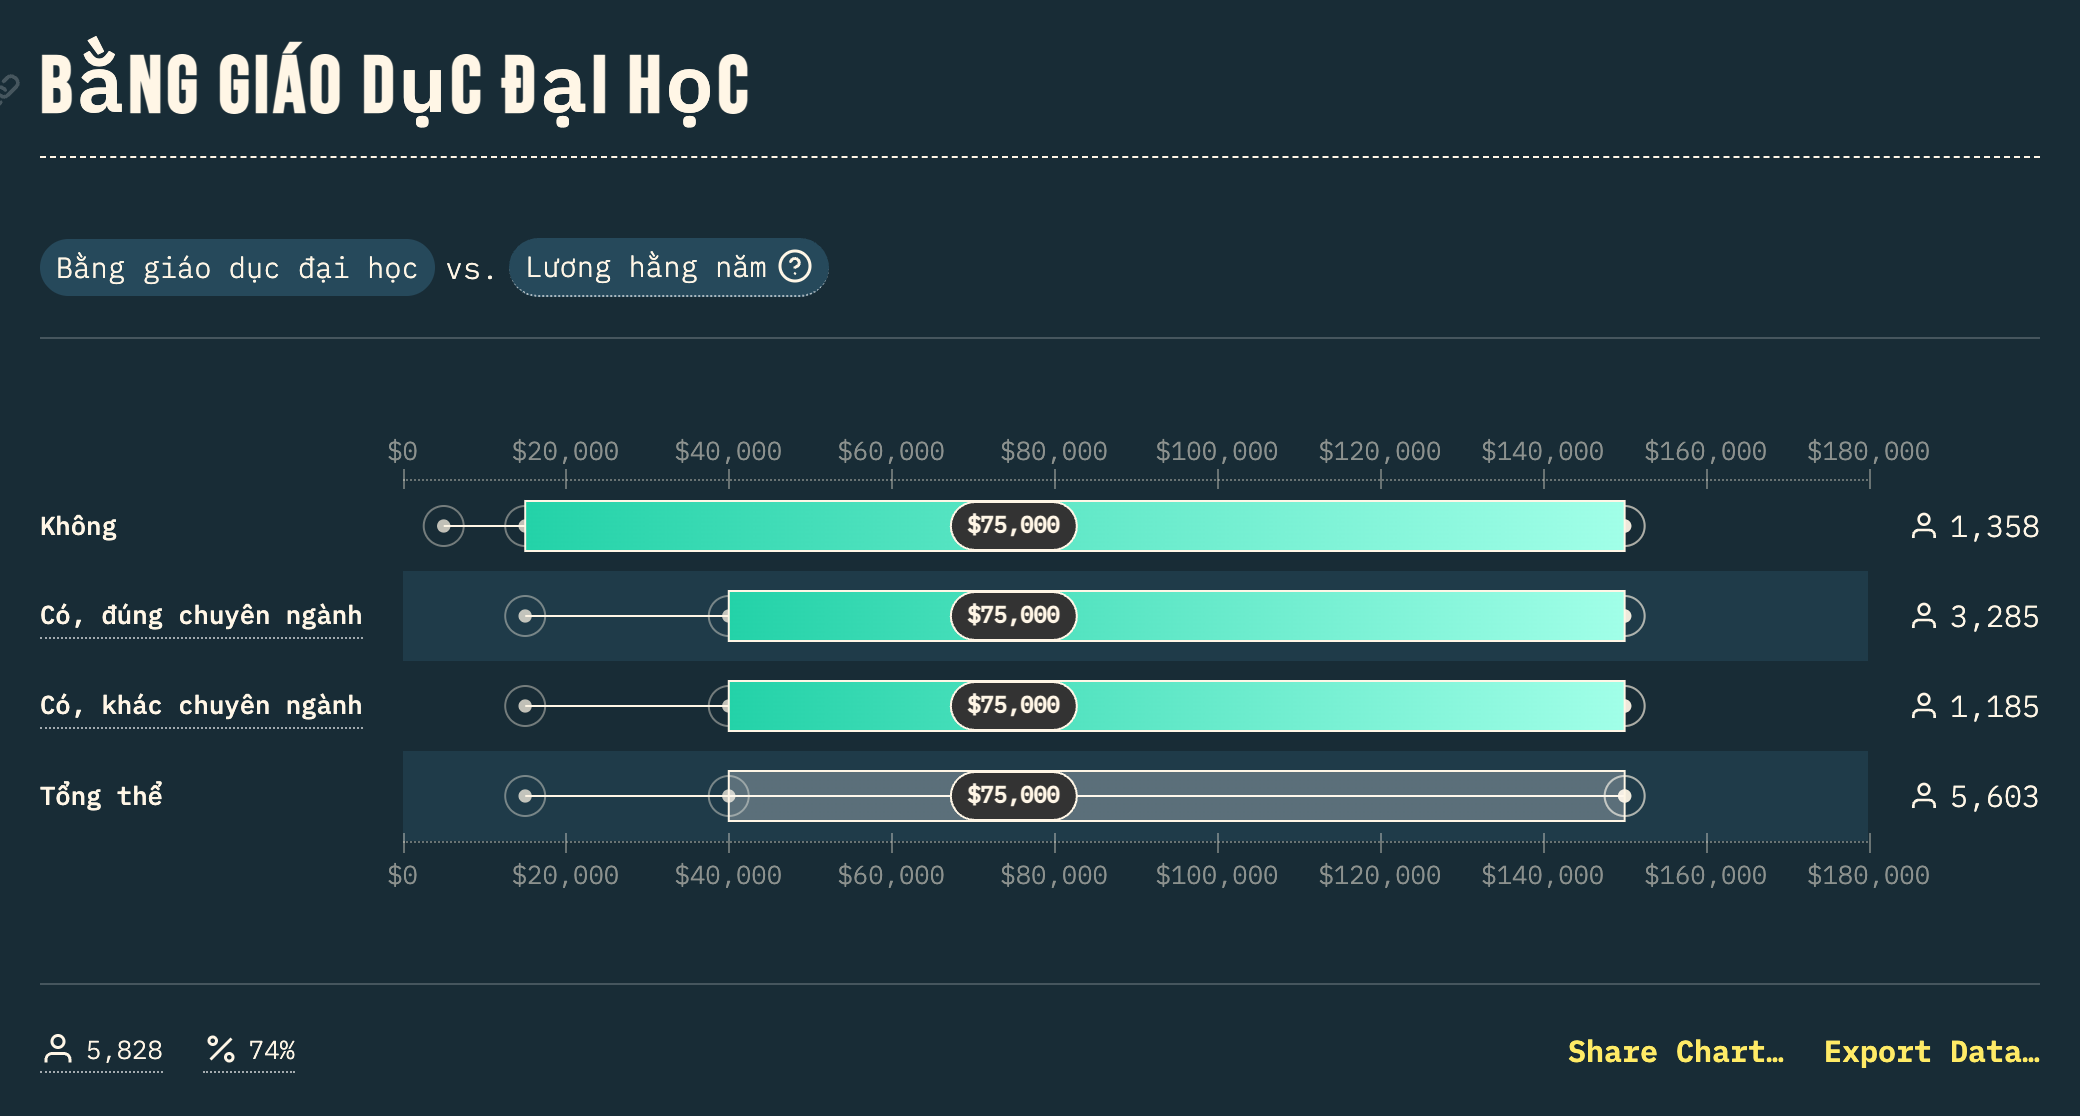 BằNG GIÁO DụC ĐạI HọC
Bằng giáo dục đại học vs. Lương hằng năm ?
$0 $20,000 $40,000 $60,000 $80,000 $100,000 $120,000 $140,000 $160,000 $180,000
Không $75,000 1,358
Có, đúng chuyên ngành $75,000 3,285
Có, khác chuyên ngành $75,000 1,185
Tổng thể $75,000 5,603
$0 $20,000 $40,000 $60,000 $80,000 $100,000 $120,000 $140,000 $160,000 $180,000
5,828 % 74% Share Chart… Export Data…